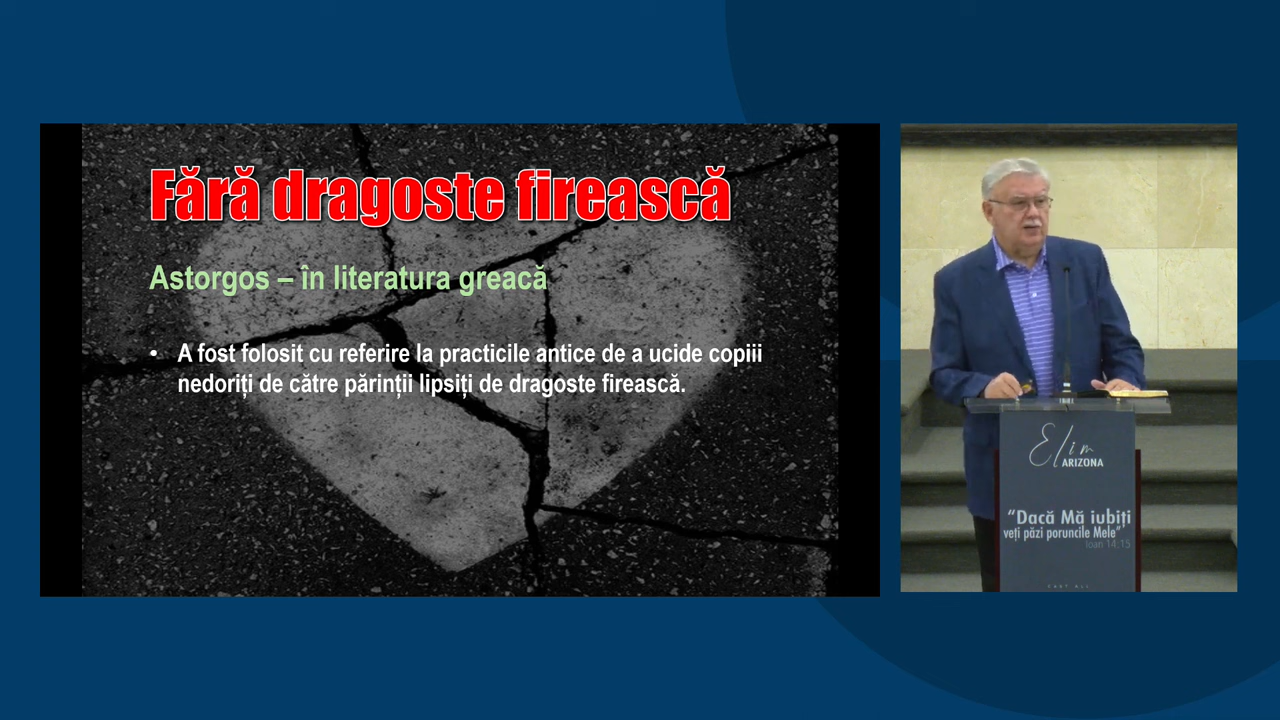 Fără dragoste firească
Astorgos – în literatura greacă
• A fost folosit cu referire la practicile antice de a ucide copiii
nedoriți de către părinții lipsiți de dragoste firească.
Elim
ARIZONA
“Dacă Mă iubiți
veți păzi poruncile Mele”
Ioan 14:15